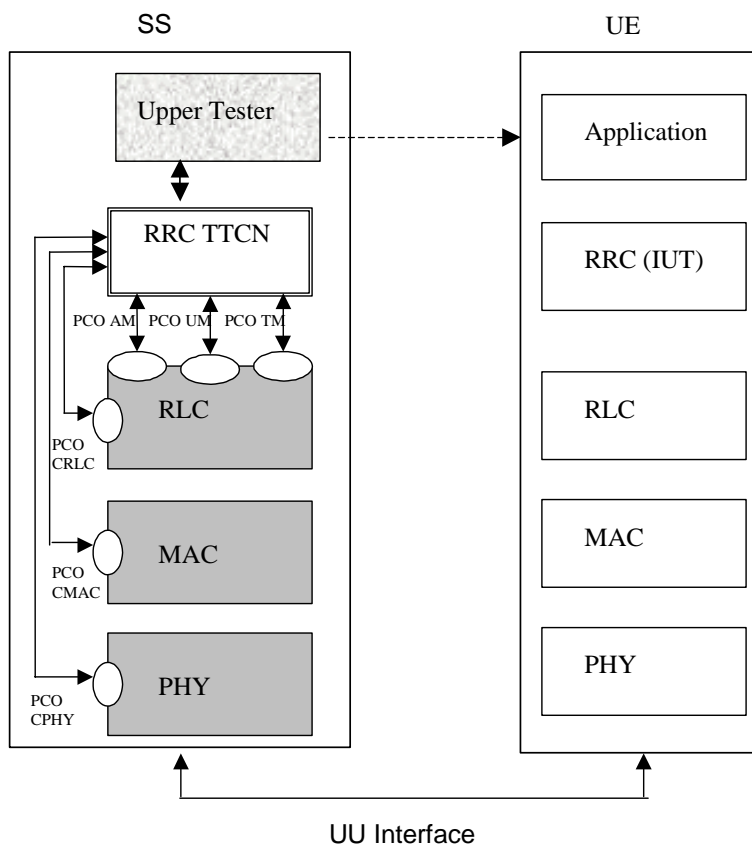 SS
UE
Upper Tester
Application
RRC TTCN
RRC (IUT)
PCO AM
PCO UM
PCO TM
RLC
RLC
PCO
CRLC
MAC
MAC
PCO
CMAC
PHY
PHY
PCO
CPHY
UU Interface